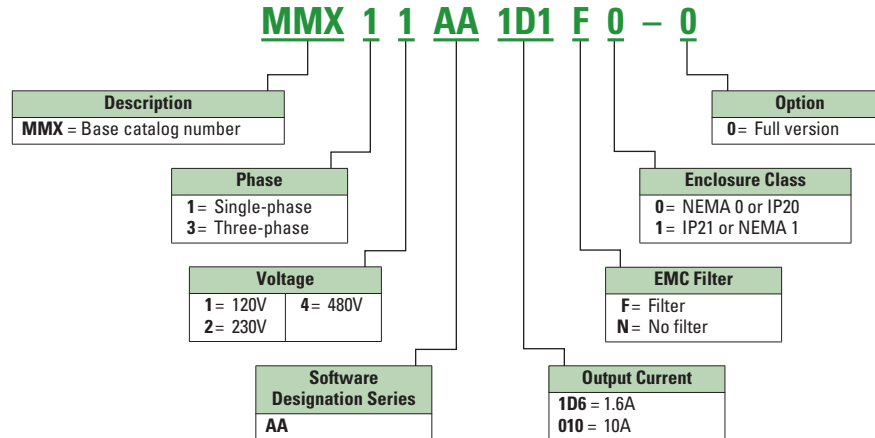 MMX 1 1 AA 1D1 F 0 – 0
Description
MMX = Base catalog number
Option
0 = Full version
Phase
1 = Single-phase
3 = Three-phase
Enclosure Class
0 = NEMA 0 or IP20
1 = IP21 or NEMA 1
Voltage
1 = 120V
2 = 230V
4 = 480V
EMC Filter
F = Filter
N = No filter
Software
Designation Series
AA
Output Current
1D6 = 1.6A
010 = 10A